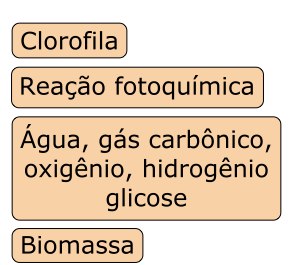 Clorofila
Reação fotoquímica
Água, gás carbônico,
oxigênio, hidrogênio
glicose
Biomassa